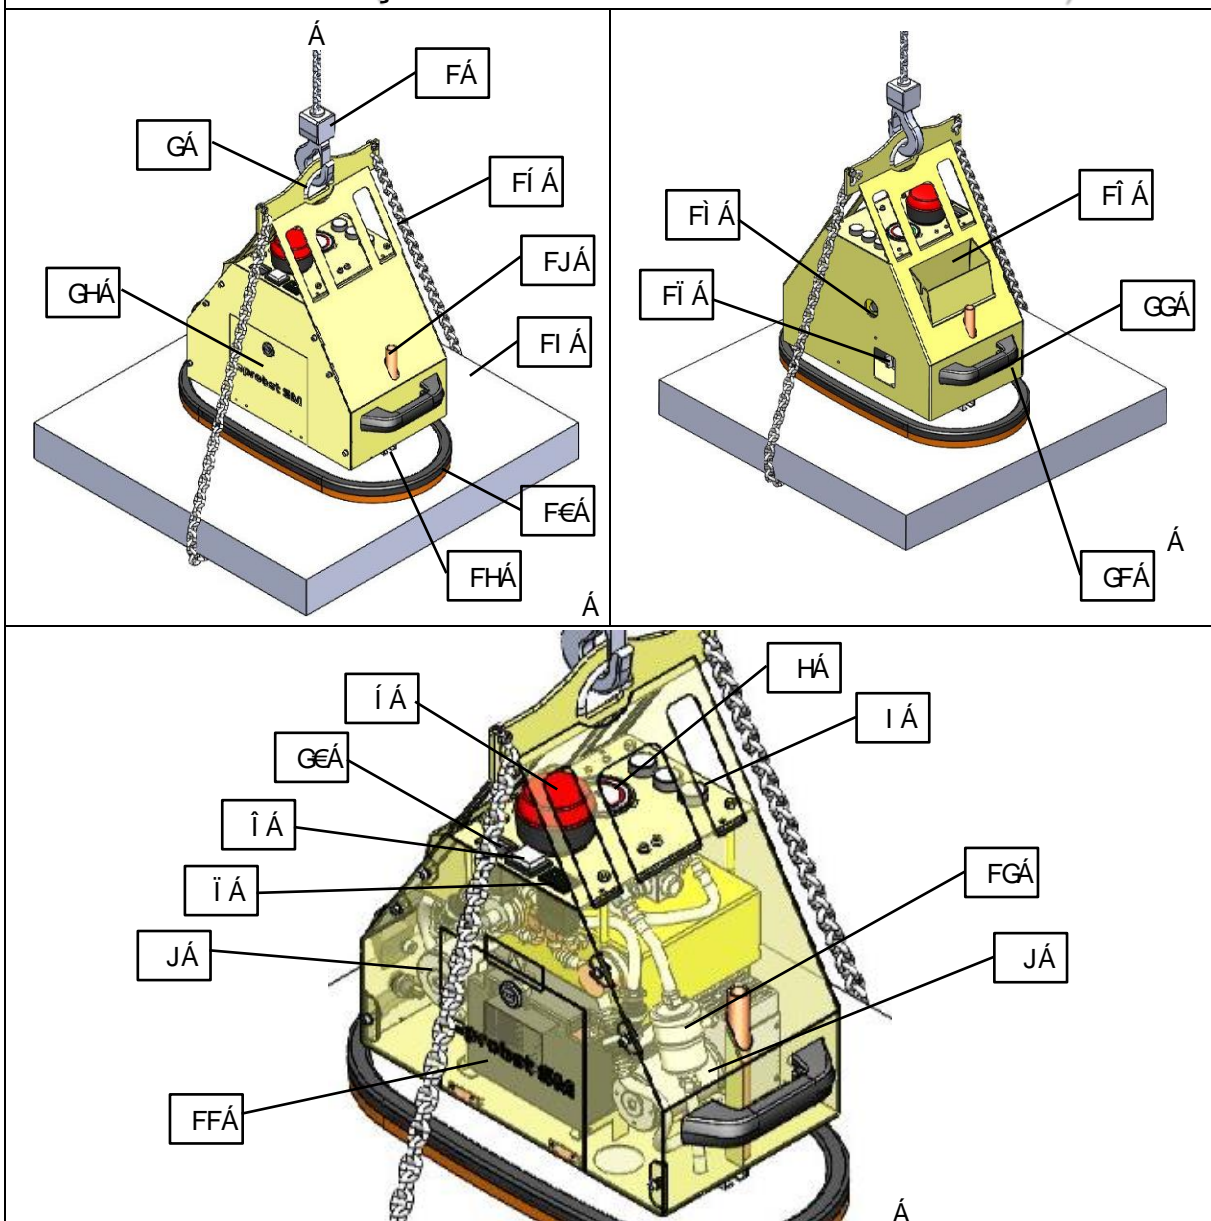 Á
FÁ
GÁ
FÍ Á
FJÁ
GHÁ
FI Á
F€Á
FHÁ
Á
FÌ Á
FÎ Á
FÏ Á
GGÁ
Á
GFÁ
Í Á
HÁ
I Á
G€Á
Î Á
Ï Á
FGÁ
JÁ
JÁ
FFÁ
Á